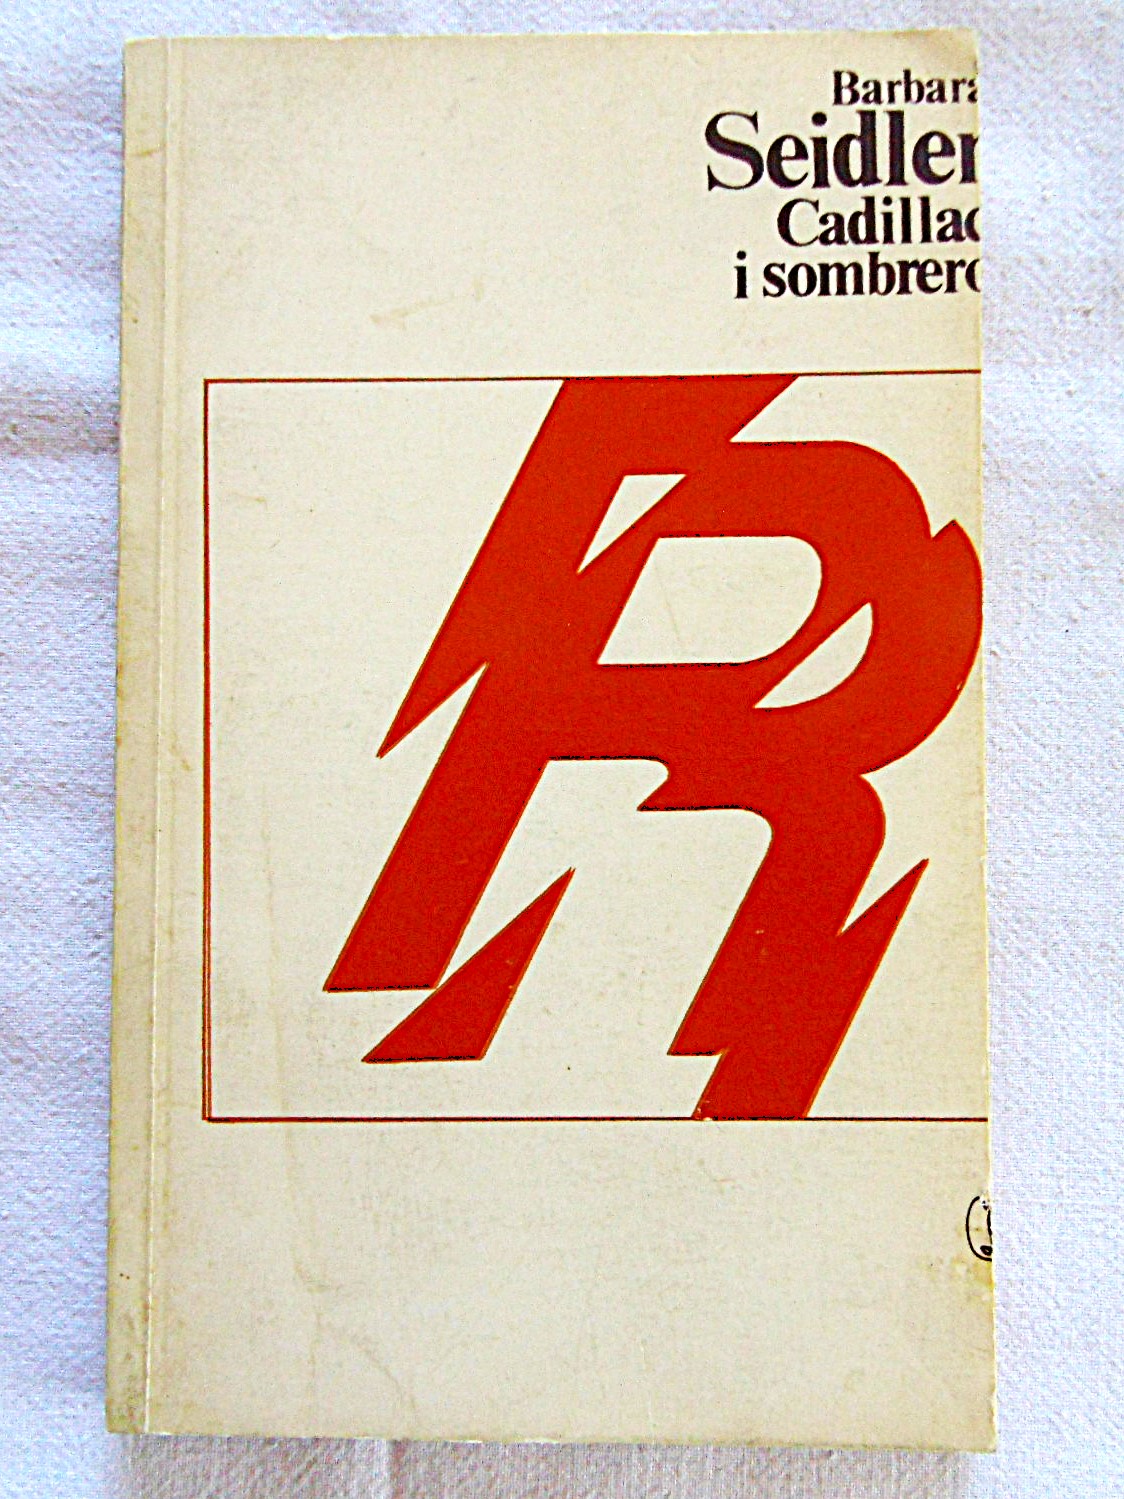 Barbara
Seidler
Cadillac
i sombrero
R